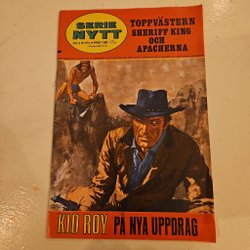 SERIE
NYTT
TOPPVÄSTERN
SHERIFF KING
OCH
APACHERNA
KID ROY PÅ NYA UPPDRAG